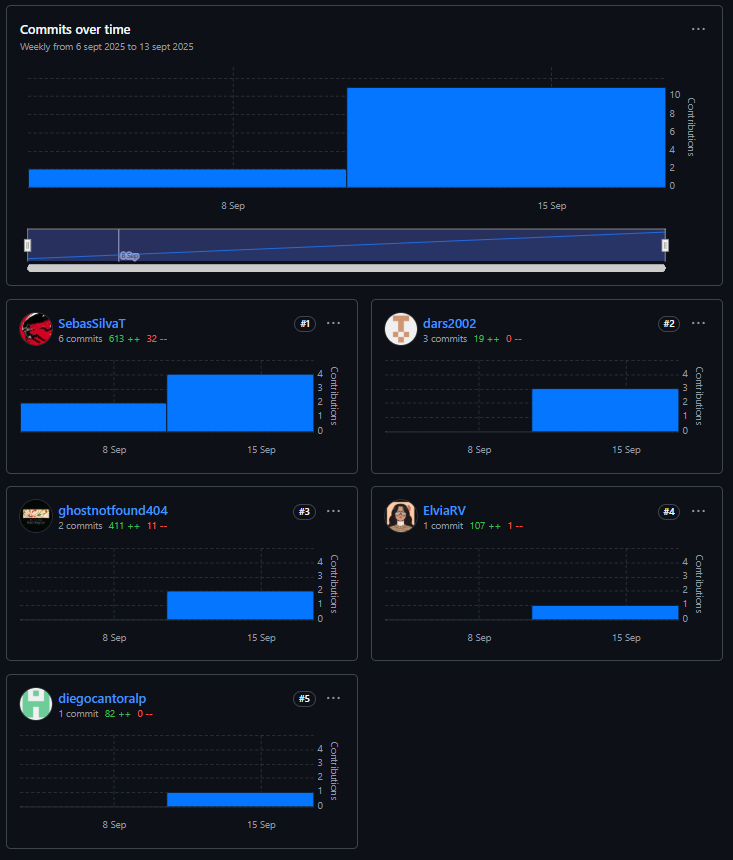 Commits over time
Weekly from 6 sept 2025 to 13 sept 2025
10
8
6
4
2
0
Contributions
8 Sep
15 Sep
8 Sep
SebasSilvaT
#1
6 commits 613 ++ 32 --
4
3
2
1
0
Contributions
8 Sep
15 Sep
dars2002
#2
3 commits 19 ++ 0 --
4
3
2
1
0
Contributions
8 Sep
15 Sep
ghostnotfound404
#3
2 commits 411 ++ 11 --
4
3
2
1
0
Contributions
8 Sep
15 Sep
ElviaRV
#4
1 commit 107 ++ 1 --
4
3
2
1
0
Contributions
8 Sep
15 Sep
diegocantoralp
#5
1 commit 82 ++ 0 --
4
3
2
1
0
Contributions
8 Sep
15 Sep